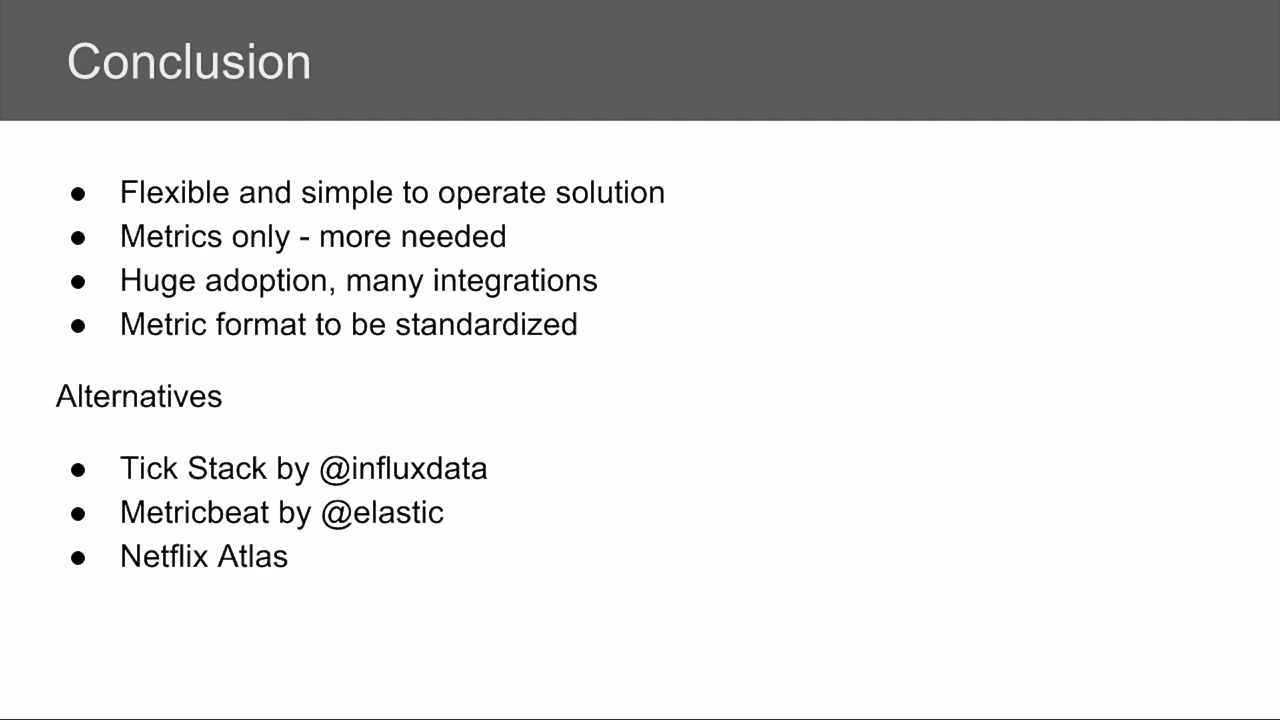 Conclusion
● Flexible and simple to operate solution
● Metrics only - more needed
● Huge adoption, many integrations
● Metric format to be standardized
Alternatives
● Tick Stack by @influxdata
● Metricbeat by @elastic
● Netflix Atlas